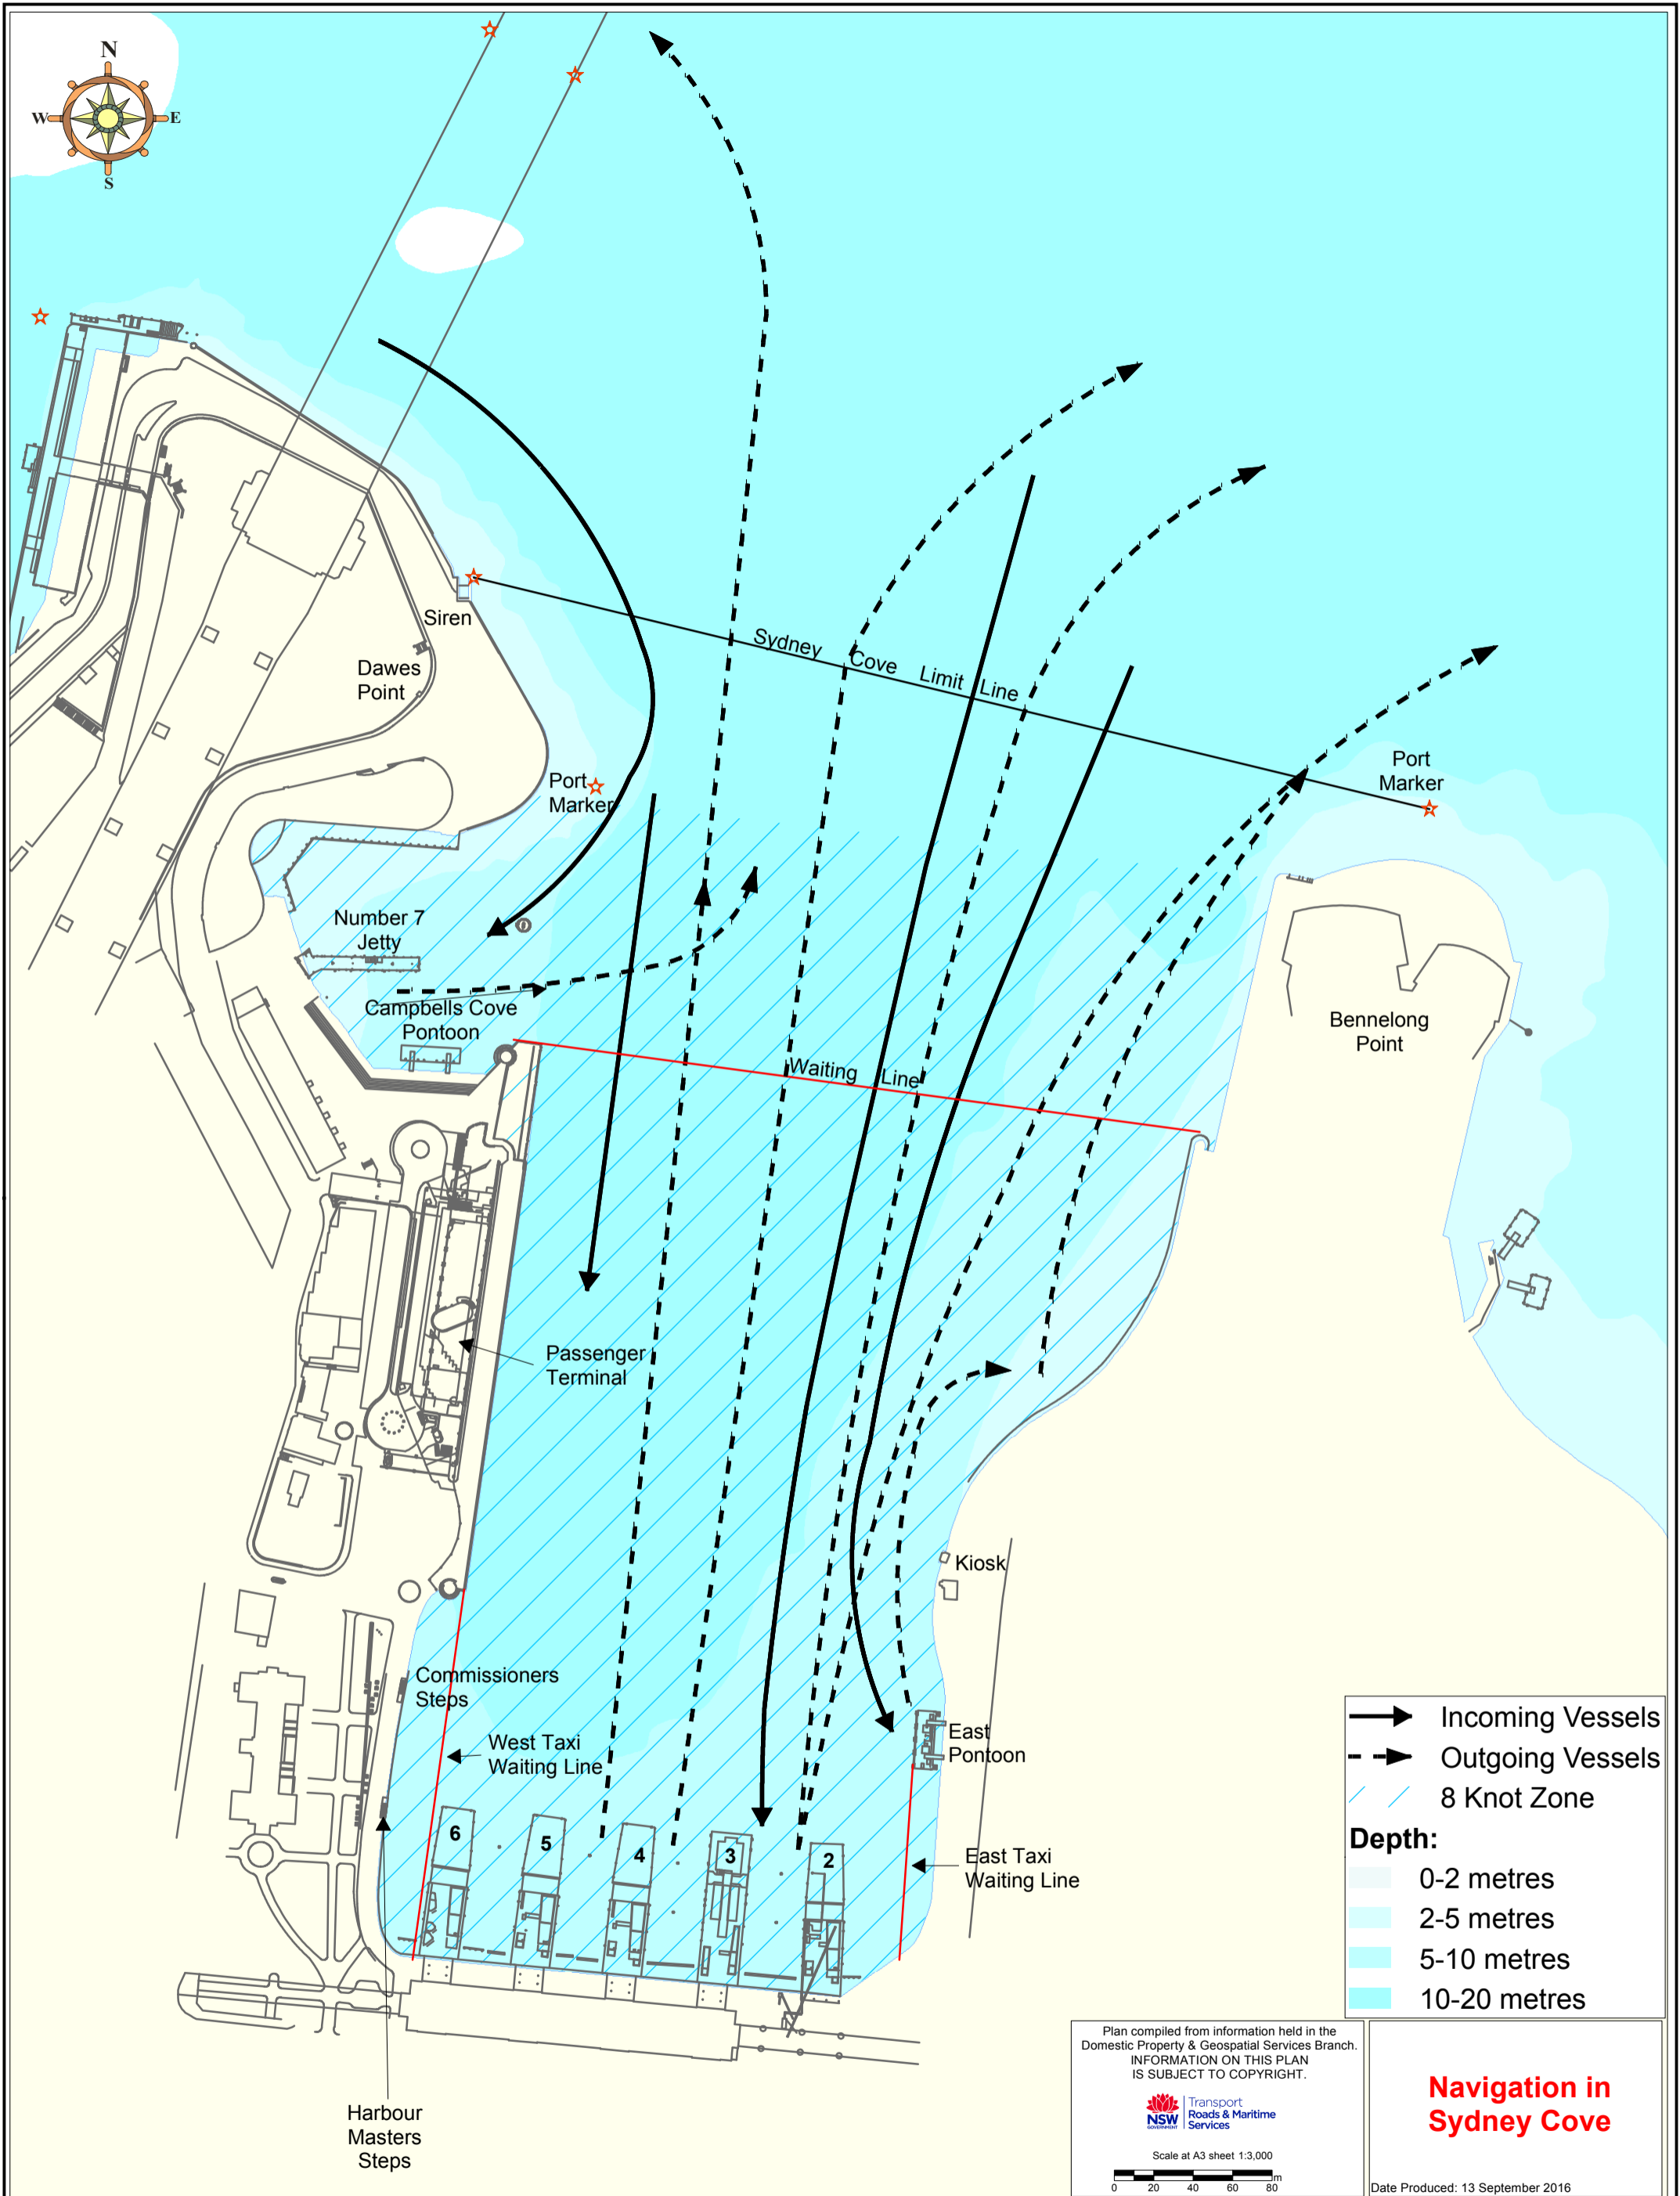 N
W
E
S
Siren
Dawes
Point
Sydney Cove Limit Line
Port
Marker
Port
Marker
Number 7
Jetty
Campbells Cove
Pontoon
Bennelong
Point
Waiting Line
Passenger
Terminal
Kiosk
Commissioners
Steps
West Taxi
Waiting Line
East
Pontoon
6
5
4
3
2
East Taxi
Waiting Line
Harbour
Masters
Steps
Incoming Vessels
Outgoing Vessels
8 Knot Zone
Depth:
0-2 metres
2-5 metres
5-10 metres
10-20 metres
Plan compiled from information held in the
Domestic Property & Geospatial Services Branch.
INFORMATION ON THIS PLAN
IS SUBJECT TO COPYRIGHT.
NSW
GOVERNMENT
Transport
Roads & Maritime
Services
Scale at A3 sheet 1:3,000
m
0 20 40 60 80
Navigation in
Sydney Cove
Date Produced: 13 September 2016